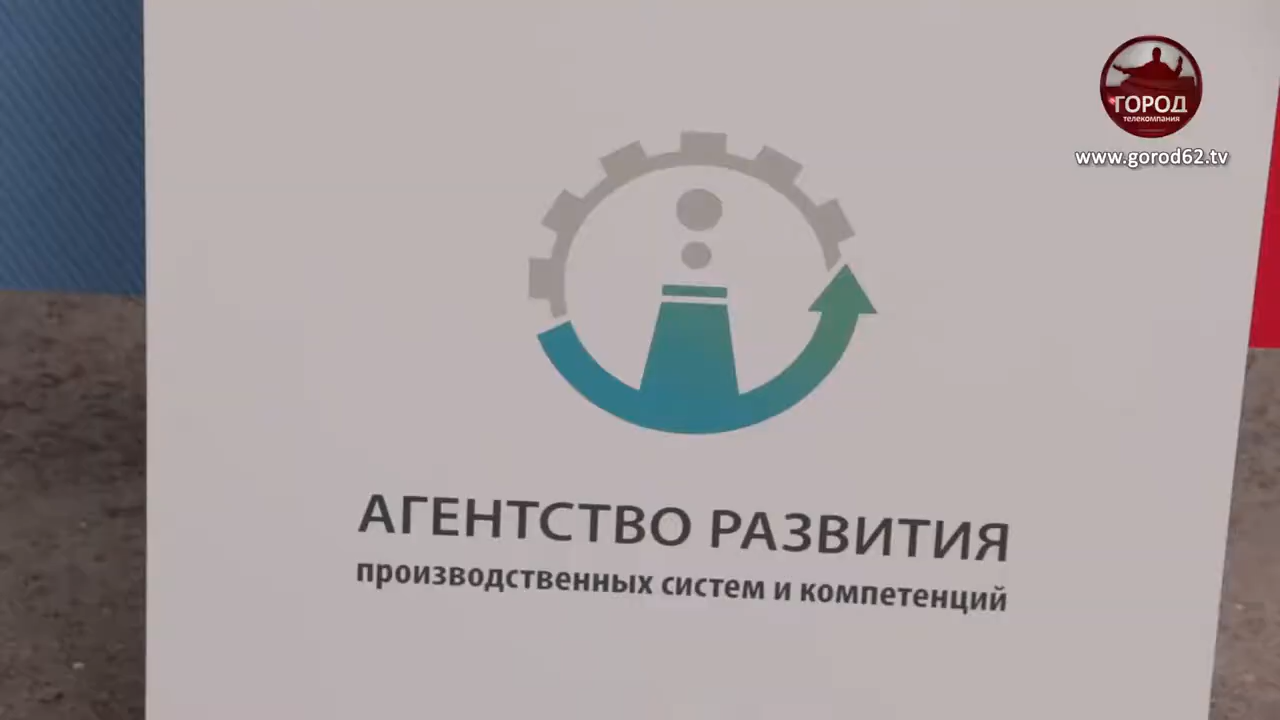 ГОРОД
телекомпания
www.gorod62.tv
АГЕНТСТВО РАЗВИТИЯ
производственных систем и компетенций